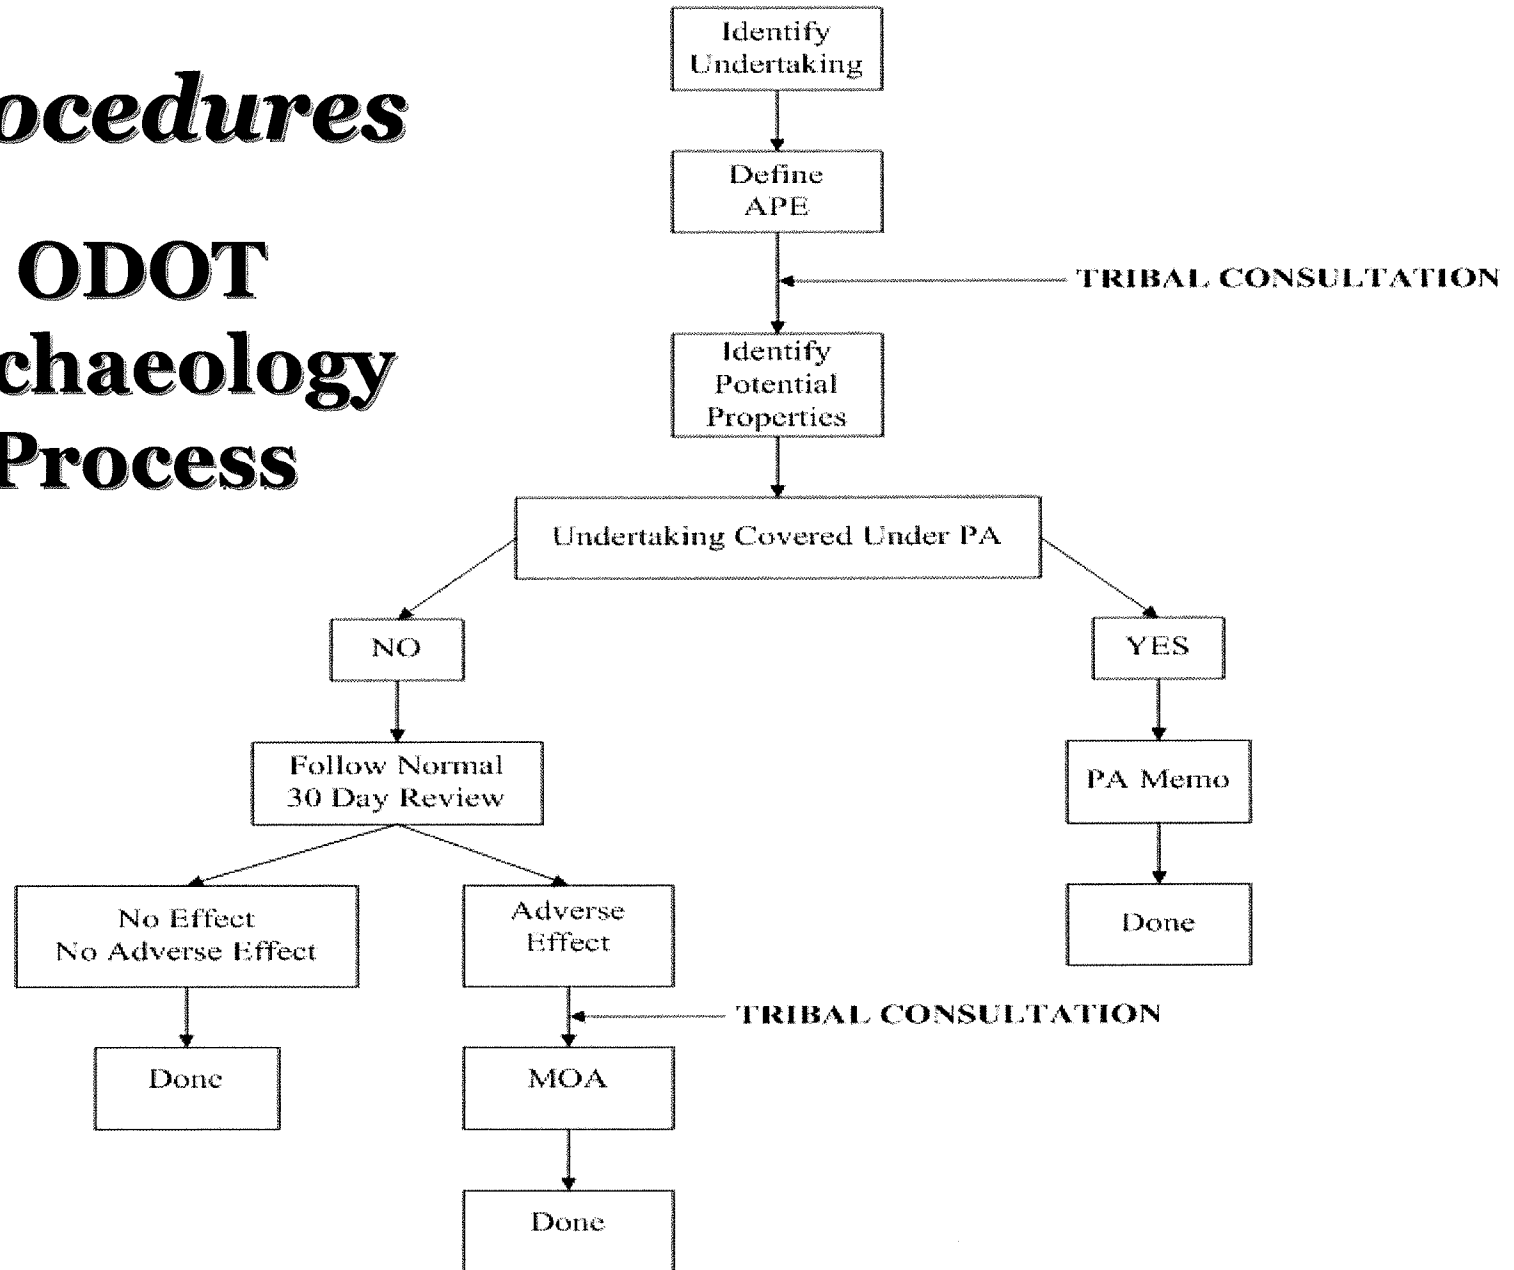 ocedures
ODOT
chaeology
Process
Identify
Undertaking
Define
APE
TRIBAL CONSULTATION
Identify
Potential
Properties
Undertaking Covered Under PA
NO
YES
Follow Normal
30 Day Review
PA Memo
No Effect
No Adverse Effect
Adverse
Effect
Done
TRIBAL CONSULTATION
Done
MOA
Done